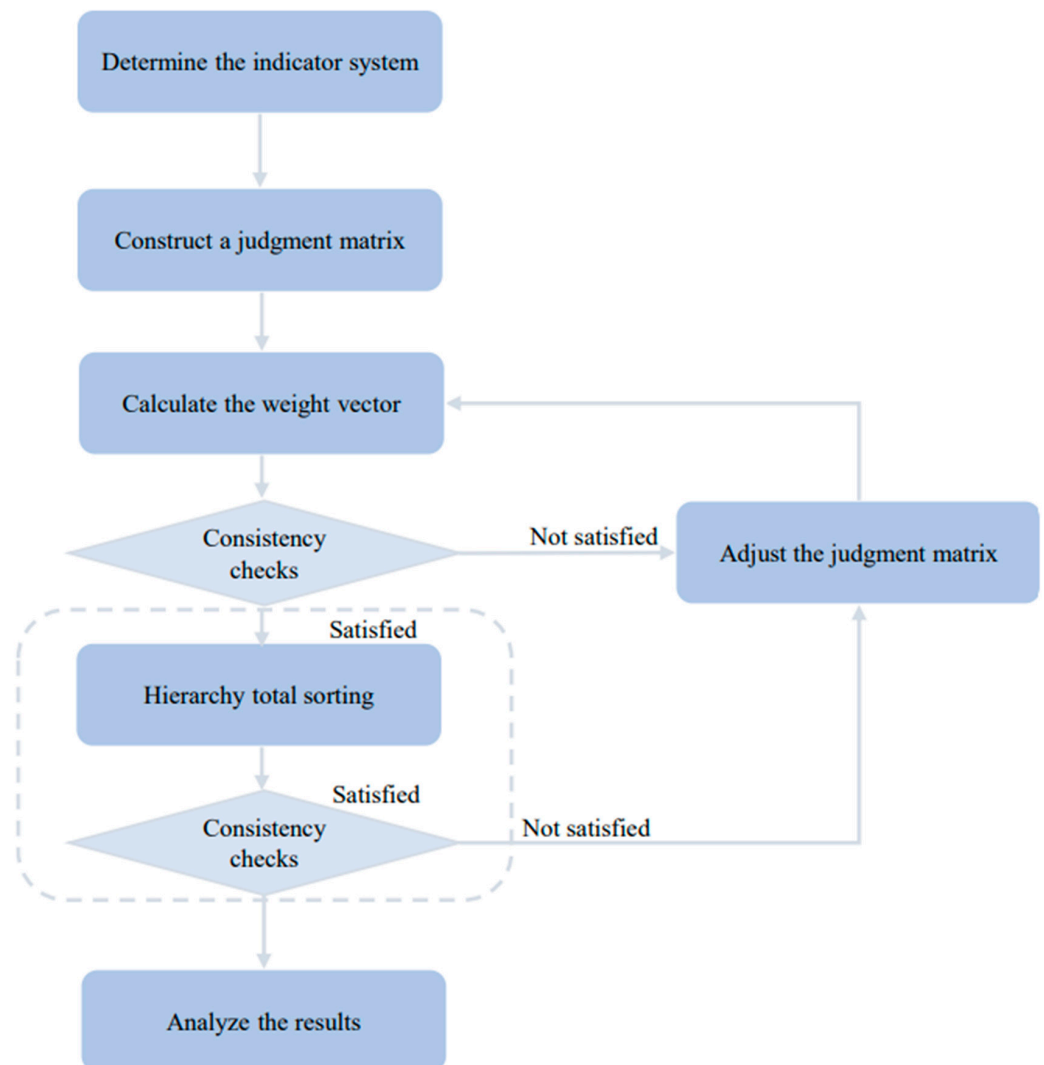 Determine the indicator system
Construct a judgment matrix
Calculate the weight vector
Consistency
checks
Not satisfied
Adjust the judgment matrix
Satisfied
Hierarchy total sorting
Satisfied
Consistency
checks
Not satisfied
Analyze the results